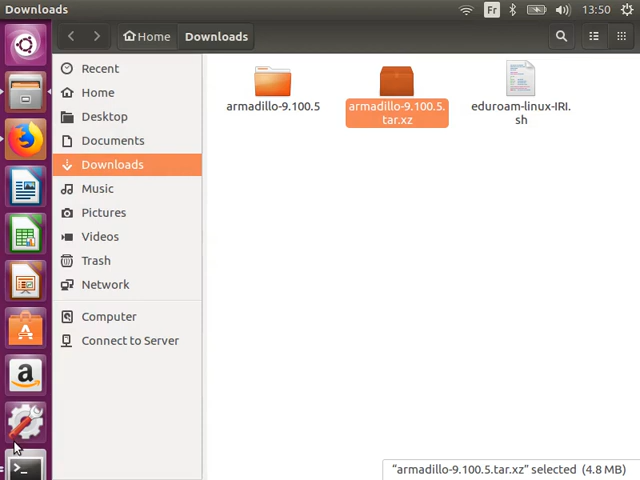 Downloads
Fr
13:50
Home
Downloads
Recent
Home
Desktop
Documents
Downloads
Music
Pictures
Videos
Trash
Network
Computer
Connect to Server
armadillo-9.100.5
armadillo-9.100.5.
tar.xz
eduroam-linux-IRI.
sh
a
>_
“armadillo-9.100.5.tar.xz” selected (4.8 MB)